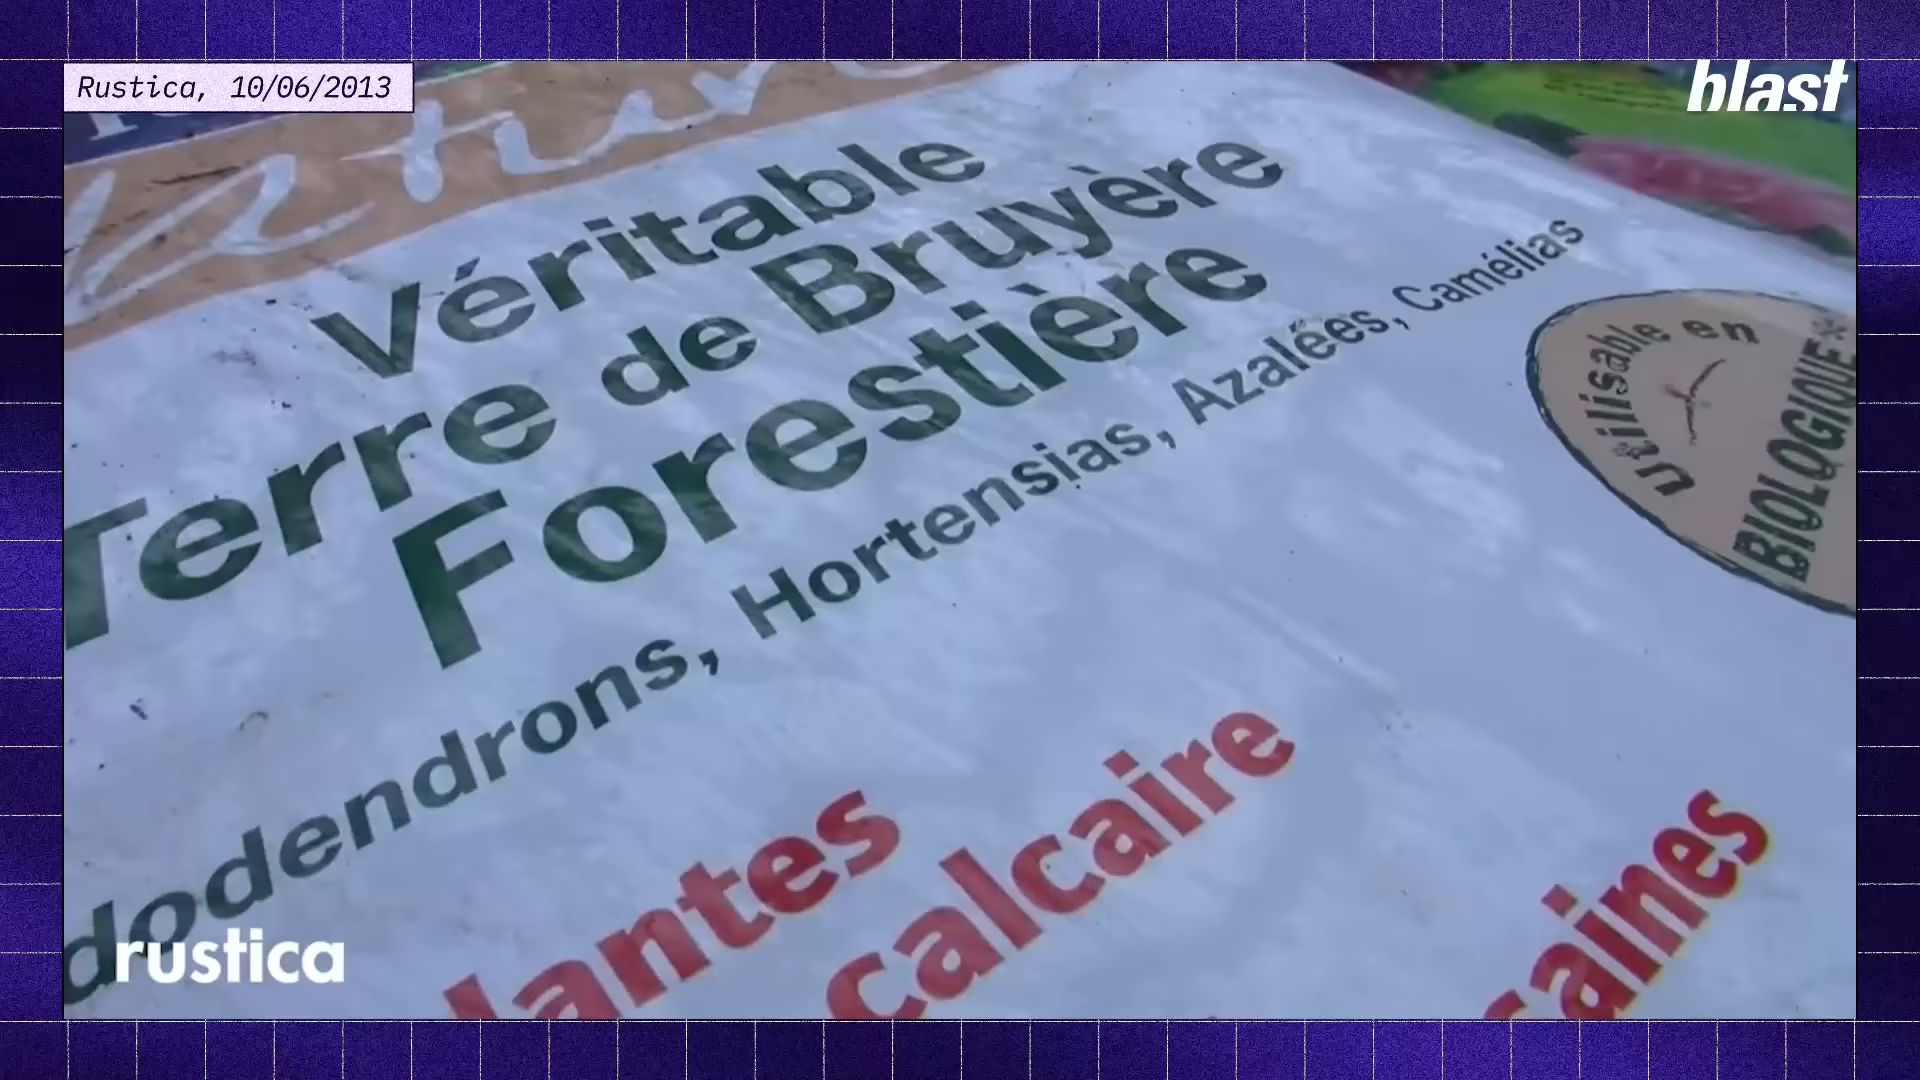 Rustica, 10/06/2013
blast
Véritable
Terre de Bruyère
Forestière
dodendrons, Hortensias, Azalées, Camélias
Utilisable en
BIOLOGIQUE*
lantes
calcaire
saines
rustica